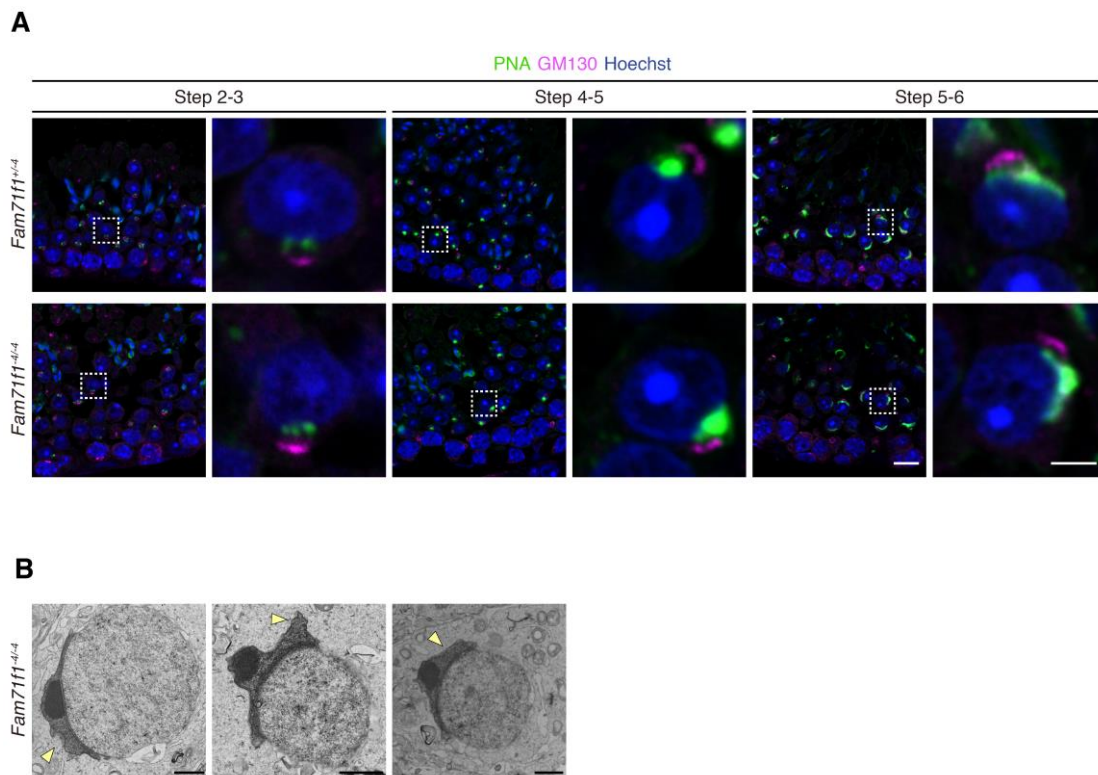 A
PNA GM130 Hoechst
Step 2-3 Step 4-5 Step 5-6
Fam71f1+/-4
Fam71f1-4/-4
B
Fam71f1-4/-4